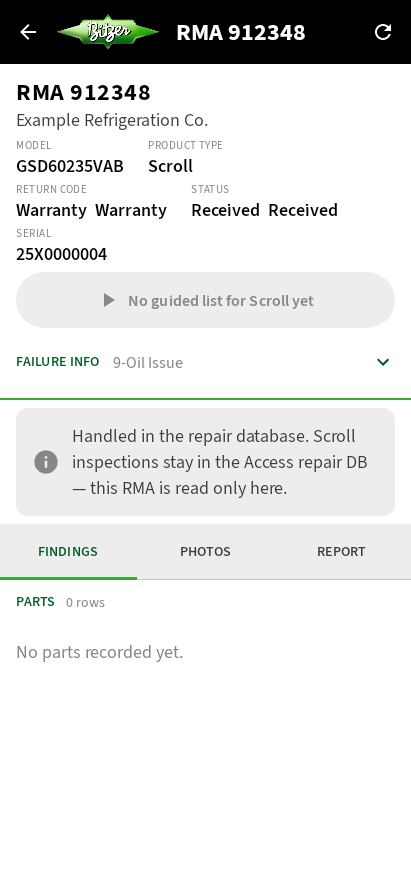 Bitzer
RMA 912348
RMA 912348
Example Refrigeration Co.
MODEL PRODUCT TYPE
GSD60235VAB Scroll
RETURN CODE STATUS
Warranty Warranty Received Received
SERIAL
25X0000004
No guided list for Scroll yet
FAILURE INFO 9-Oil Issue
Handled in the repair database. Scroll
inspections stay in the Access repair DB
— this RMA is read only here.
FINDINGS PHOTOS REPORT
PARTS 0 rows
No parts recorded yet.